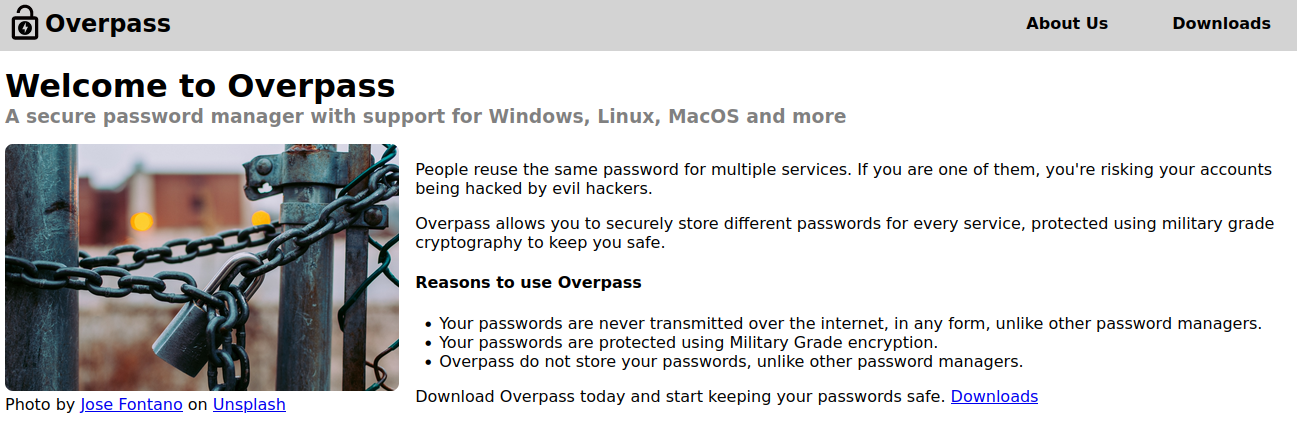 Overpass
About Us
Downloads
Welcome to Overpass
A secure password manager with support for Windows, Linux, MacOS and more
People reuse the same password for multiple services. If you are one of them, you're risking your accounts
being hacked by evil hackers.
Overpass allows you to securely store different passwords for every service, protected using military grade
cryptography to keep you safe.
Reasons to use Overpass
• Your passwords are never transmitted over the internet, in any form, unlike other password managers.
• Your passwords are protected using Military Grade encryption.
• Overpass do not store your passwords, unlike other password managers.
Download Overpass today and start keeping your passwords safe. Downloads
Photo by Jose Fontano on Unsplash